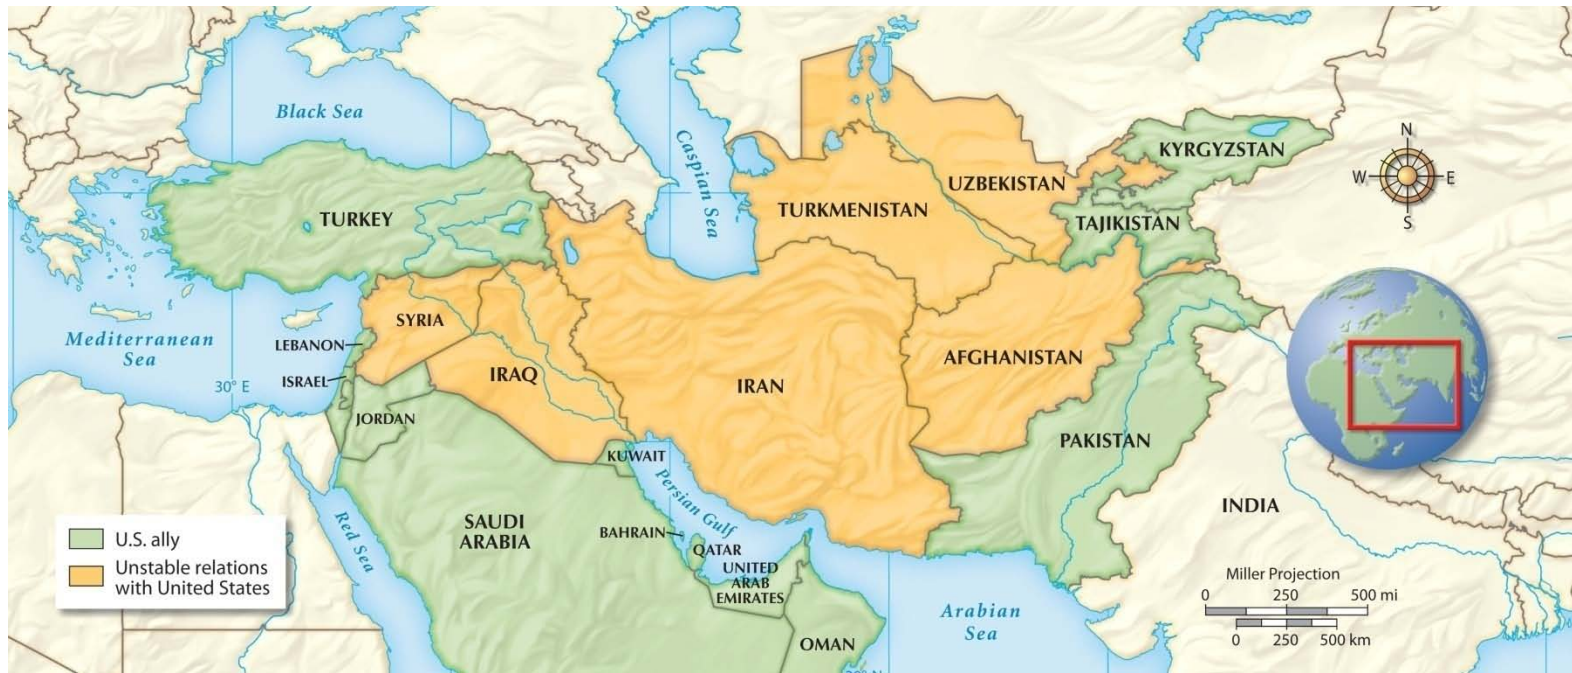 Black Sea
Caspian Sea
KYRGYZSTAN
N
W
E
S
UZBEKISTAN
TURKMENISTAN
TAJIKISTAN
TURKEY
SYRIA
Mediterranean
Sea
LEBANON
AFGHANISTAN
ISRAEL
30° E
IRAQ
IRAN
JORDAN
PAKISTAN
KUWAIT
Persian Gulf
INDIA
SAUDI
ARABIA
Red Sea
BAHRAIN
QATAR
UNITED
ARAB
EMIRATES
U.S. ally
Unstable relations
with United States
Miller Projection
0 250 500 mi
0 250 500 km
Arabian
Sea
OMAN